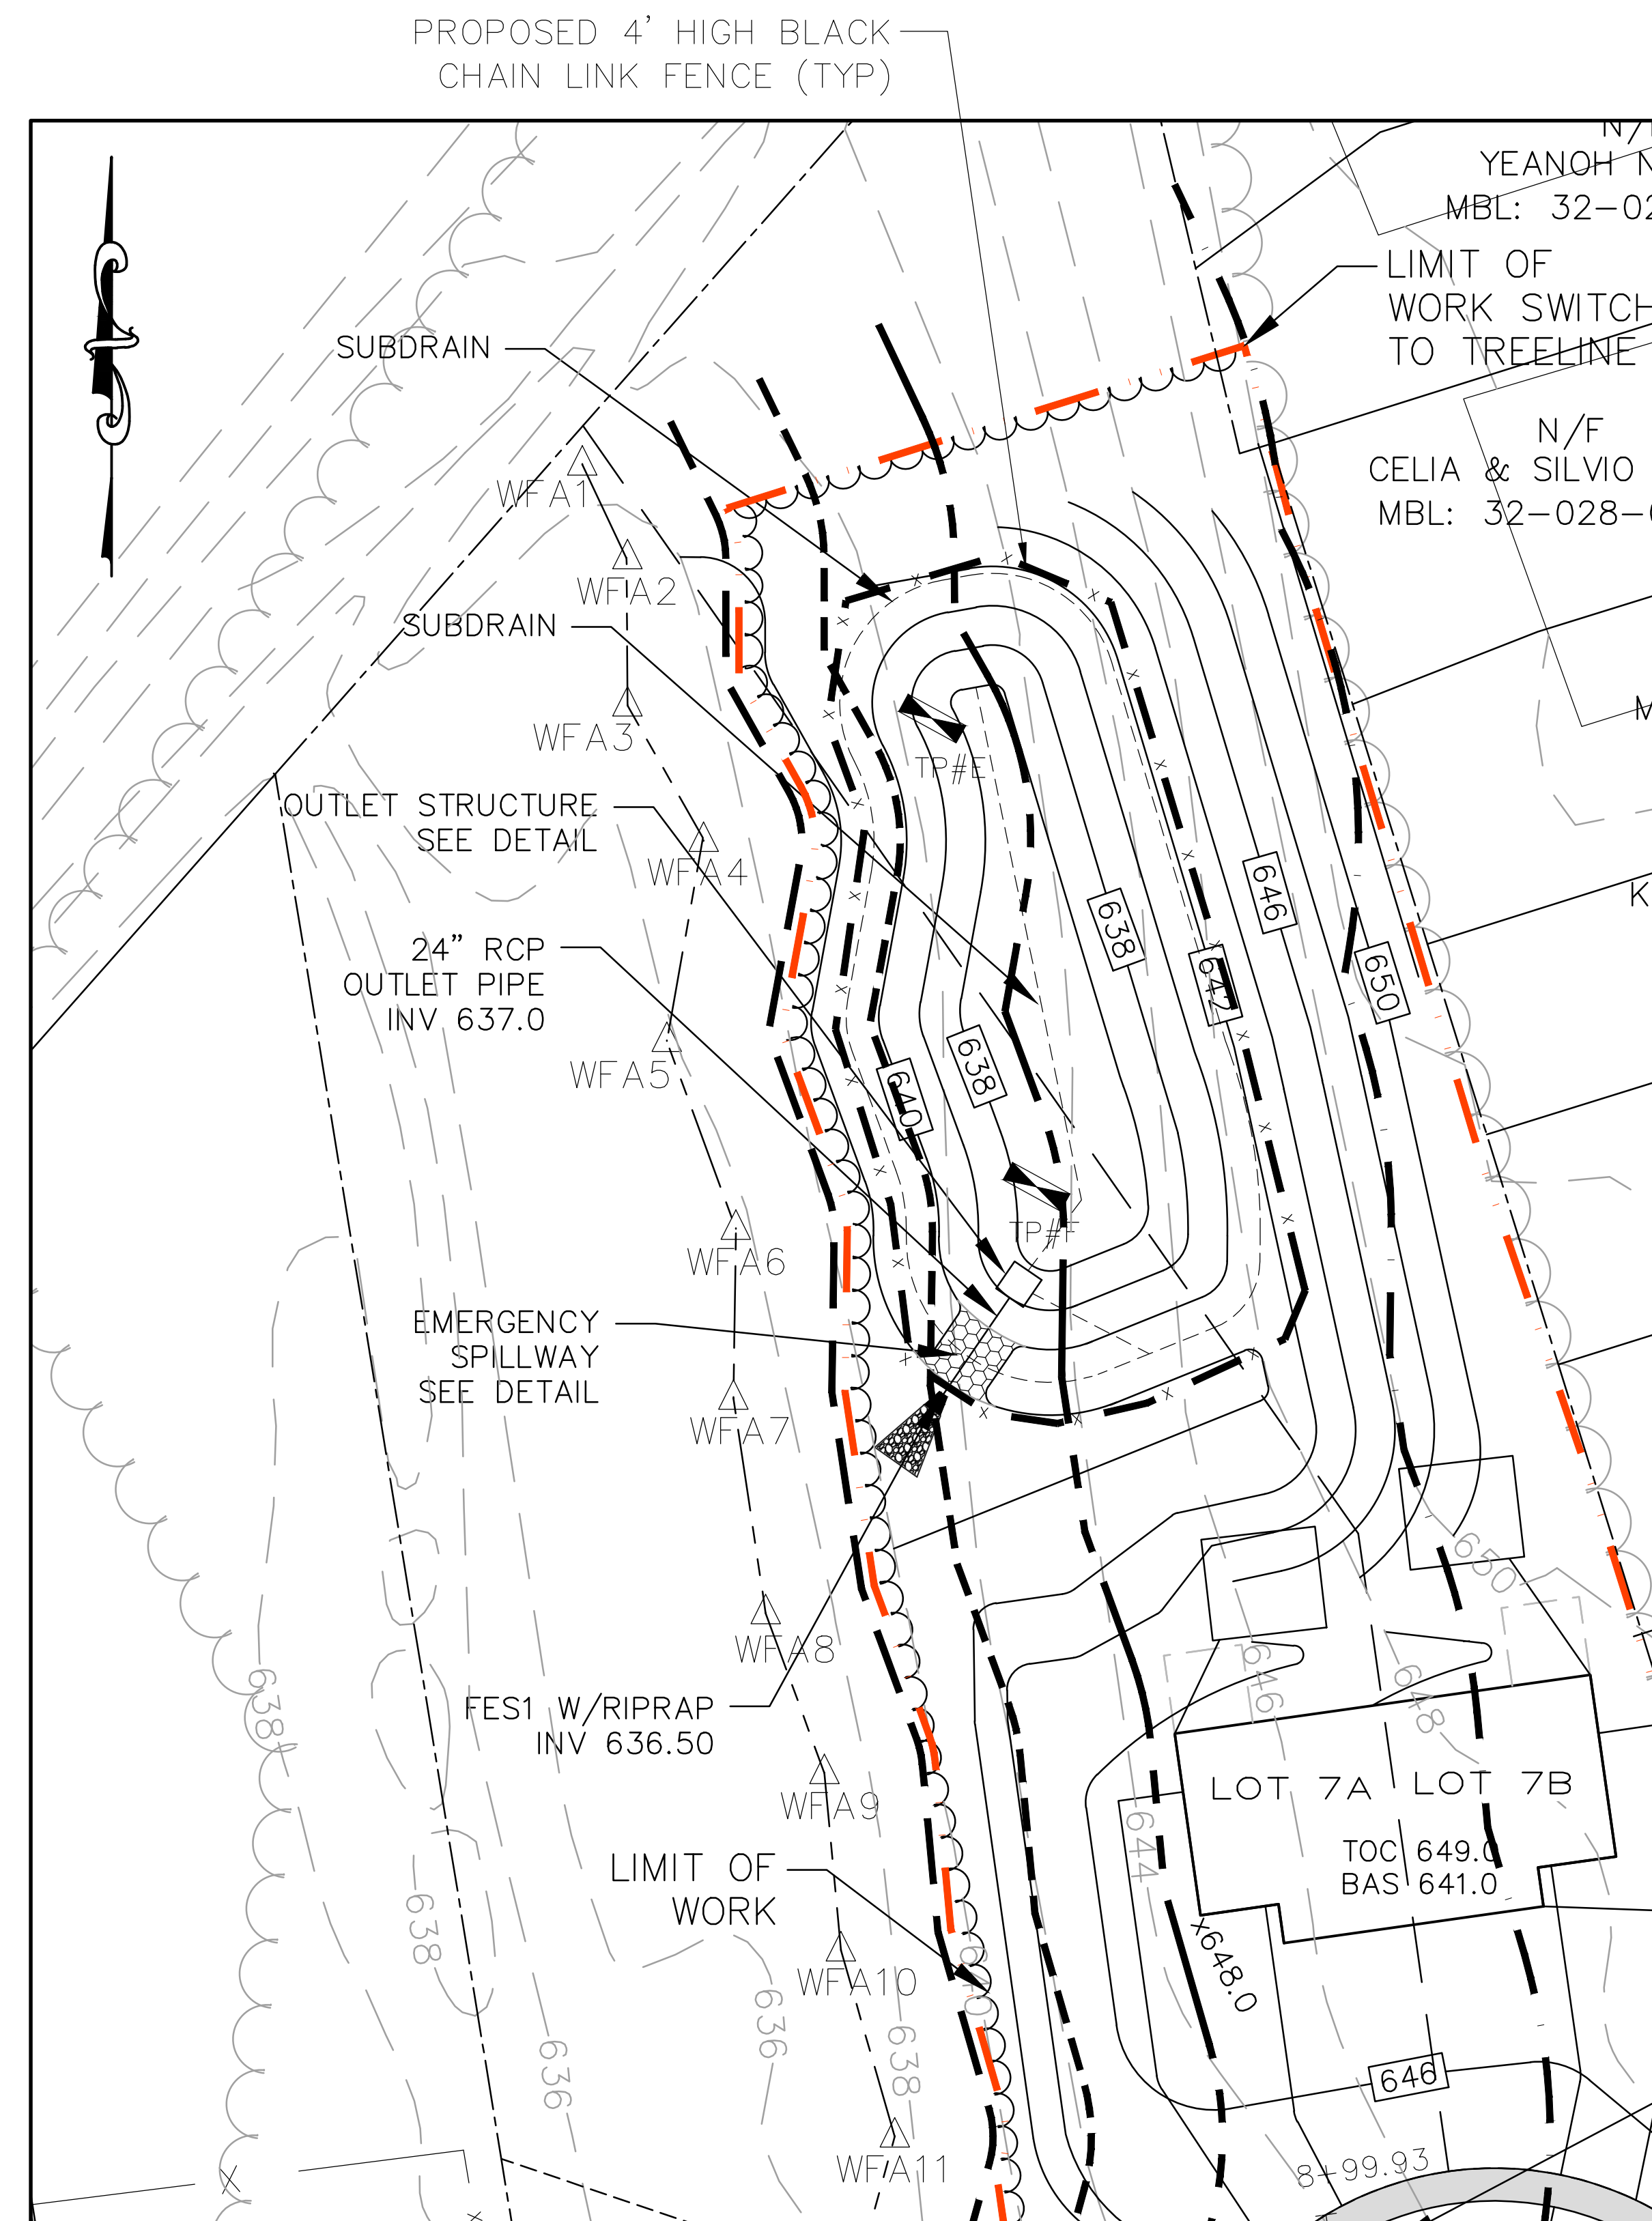 PROPOSED 4' HIGH BLACK
CHAIN LINK FENCE (TYP)
YEANOH
MBL: 32-02
LIMIT OF
WORK SWITCH
TO TREELINE
SUBDRAIN
N/F
CELIA & SILVIO
MBL: 32-028-
WFA1
WFA2
SUBDRAIN
WFA3
TP#E
OUTLET STRUCTURE
SEE DETAIL
WFA4
646
638
24" RCP
OUTLET PIPE
INV 637.0
642
650
WFA5
638
640
WFA6
TP#F
EMERGENCY
SPILLWAY
SEE DETAIL
WFA7
650
WFA8
638
646
648
FES1 W/RIPRAP
INV 636.50
WFA9
LOT 7A
LOT 7B
644
TOC 649.0
BAS 641.0
LIMIT OF
WORK
638
x648.0
WFA10
640
636
638
636
646
WFA11
8+99.93